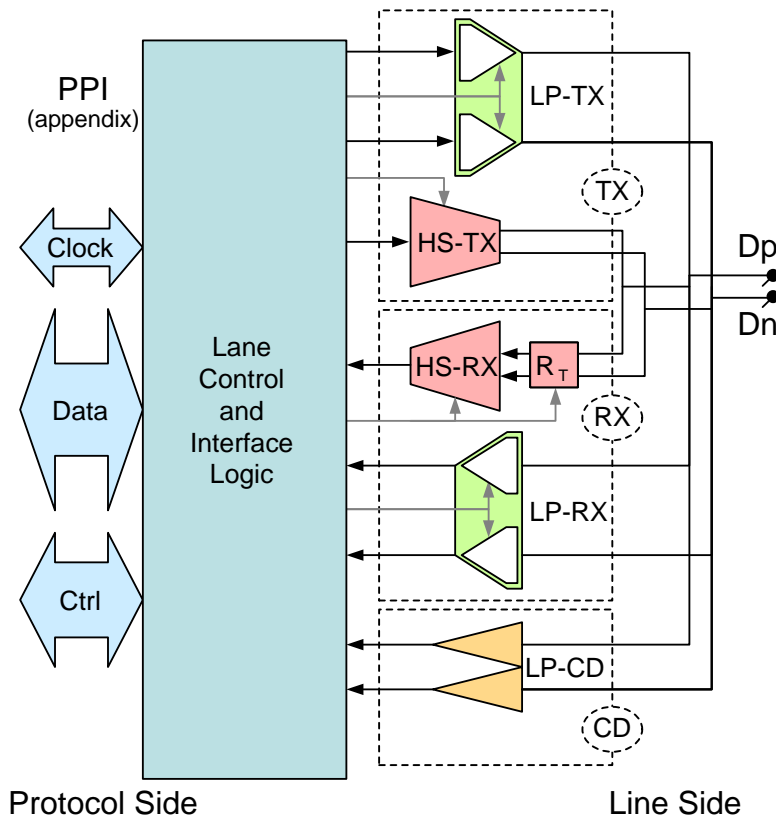 PPI
(appendix)
Clock
Data
Ctrl
Lane
Control
and
Interface
Logic
LP-TX
TX
HS-TX
Dp
Dn
HS-RX
RT
RX
LP-RX
LP-CD
CD
Protocol Side
Line Side